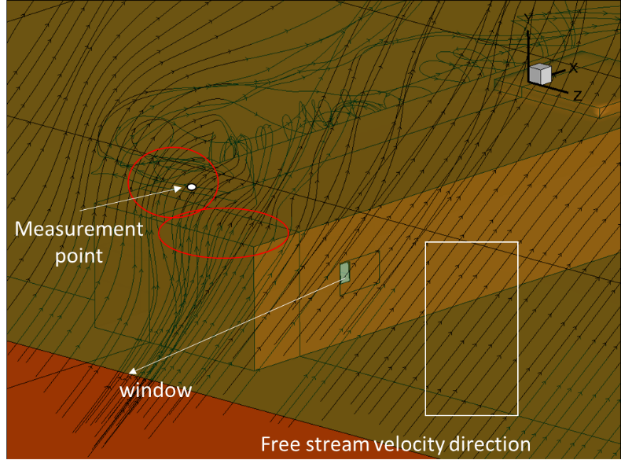 Y
X
Z
Measurement
point
window
Free stream velocity direction